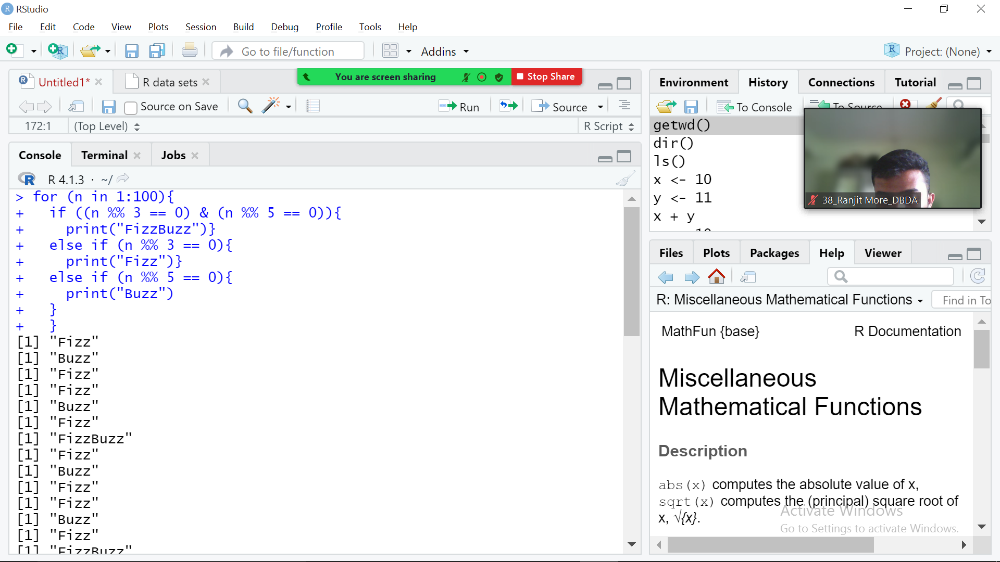 RStudio
File Edit Code View Plots Session Build Debug Profile Tools Help
Go to file/function Addins Project: (None)
Untitled1* R data sets
You are screen sharing Stop Share
Source on Save Run Source
172:1 (Top Level) R Script
Console Terminal Jobs
R 4.1.3 · ~/
> for (n in 1:100){
+   if ((n %% 3 == 0) & (n %% 5 == 0)){
+     print("FizzBuzz")}
+   else if (n %% 3 == 0){
+     print("Fizz")}
+   else if (n %% 5 == 0){
+     print("Buzz")
+   }
+   }
[1] "Fizz"
[1] "Buzz"
[1] "Fizz"
[1] "Fizz"
[1] "Buzz"
[1] "Fizz"
[1] "FizzBuzz"
[1] "Fizz"
[1] "Buzz"
[1] "Fizz"
[1] "Fizz"
[1] "Buzz"
[1] "Fizz"
[1] "FizzBuzz"
Environment History Connections Tutorial
To Console To Source
getwd()
dir()
ls()
x <- 10
y <- 11
x + y
38_Ranjit More_DBDA
Files Plots Packages Help Viewer
R: Miscellaneous Mathematical Functions Find in To
MathFun {base} R Documentation
Miscellaneous
Mathematical Functions
Description
abs(x) computes the absolute value of x,
sqrt(x) computes the (principal) square root of
x, √{x}.
Activate Windows
Go to Settings to activate Windows.